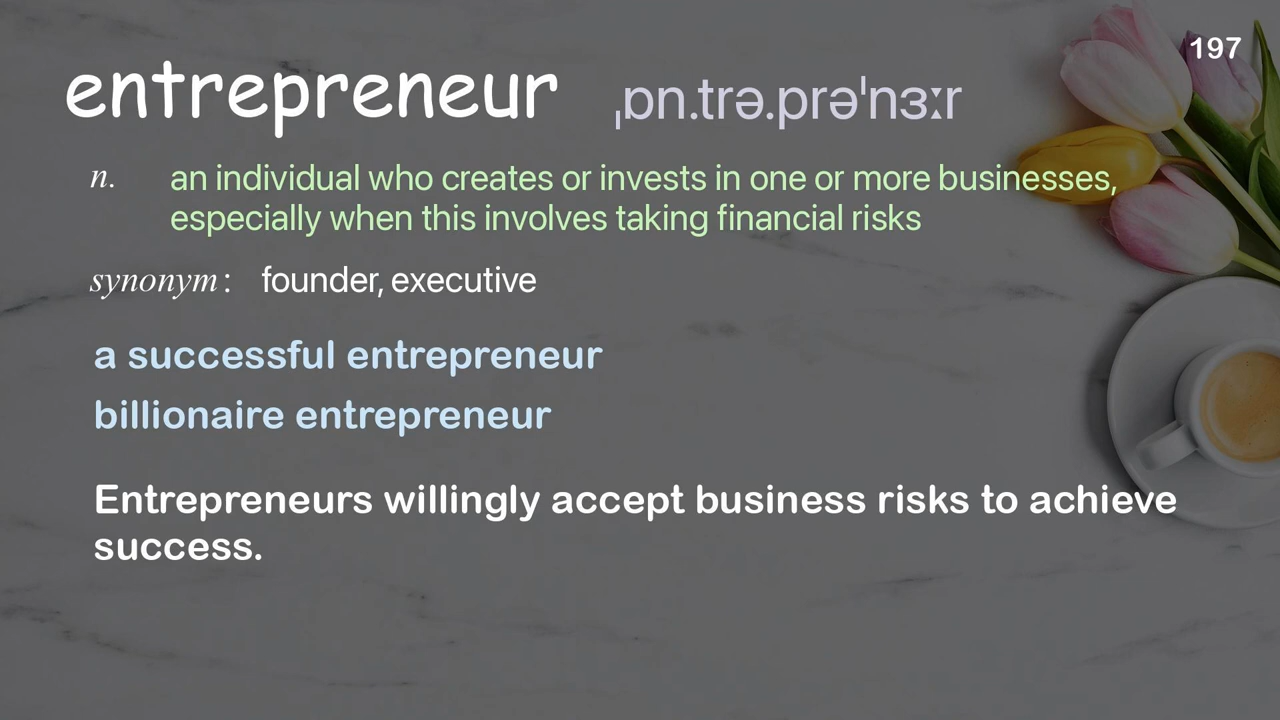 197
entrepreneur ˌɒn.trə.prəˈnɜːr
n. an individual who creates or invests in one or more businesses,
especially when this involves taking financial risks
synonym: founder, executive
a successful entrepreneur
billionaire entrepreneur
Entrepreneurs willingly accept business risks to achieve
success.